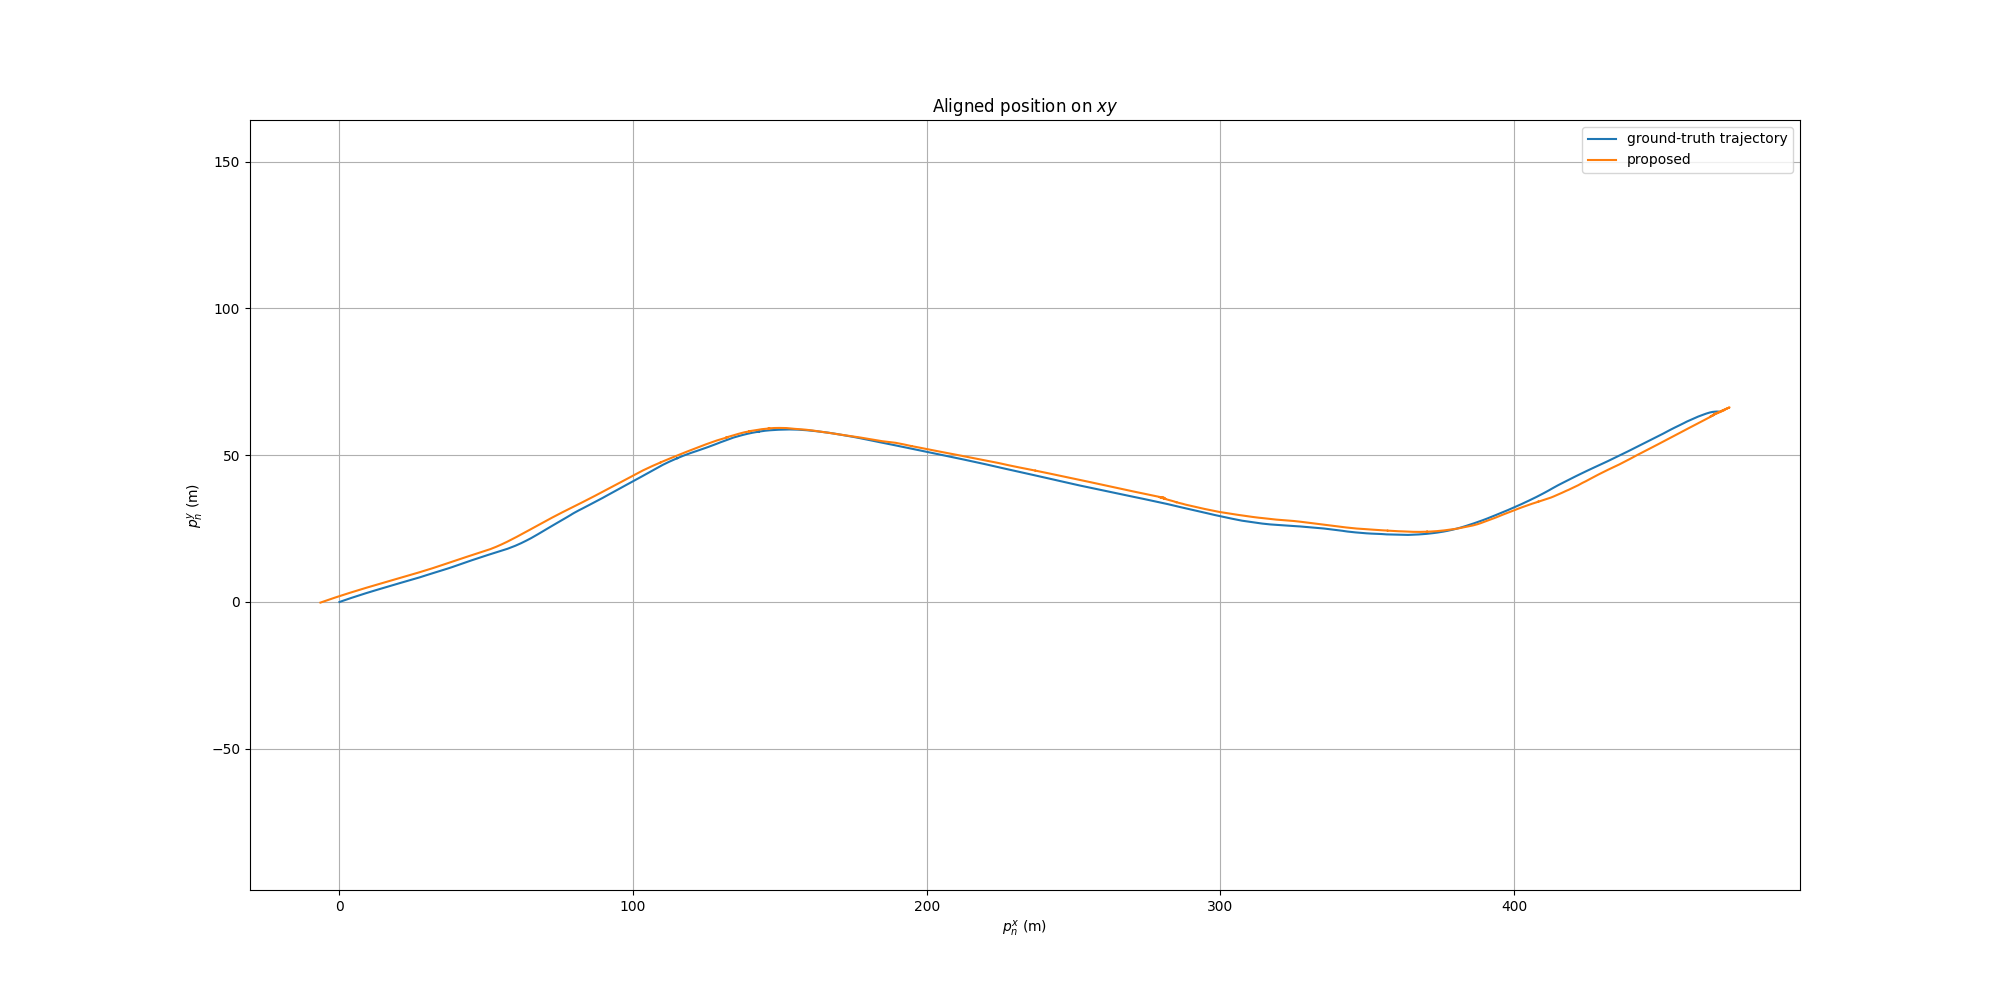 Aligned position on xy
ground-truth trajectory
proposed
150
100
50
0
−50
p_n^y (m)
0 100 200 300 400
p_n^x (m)